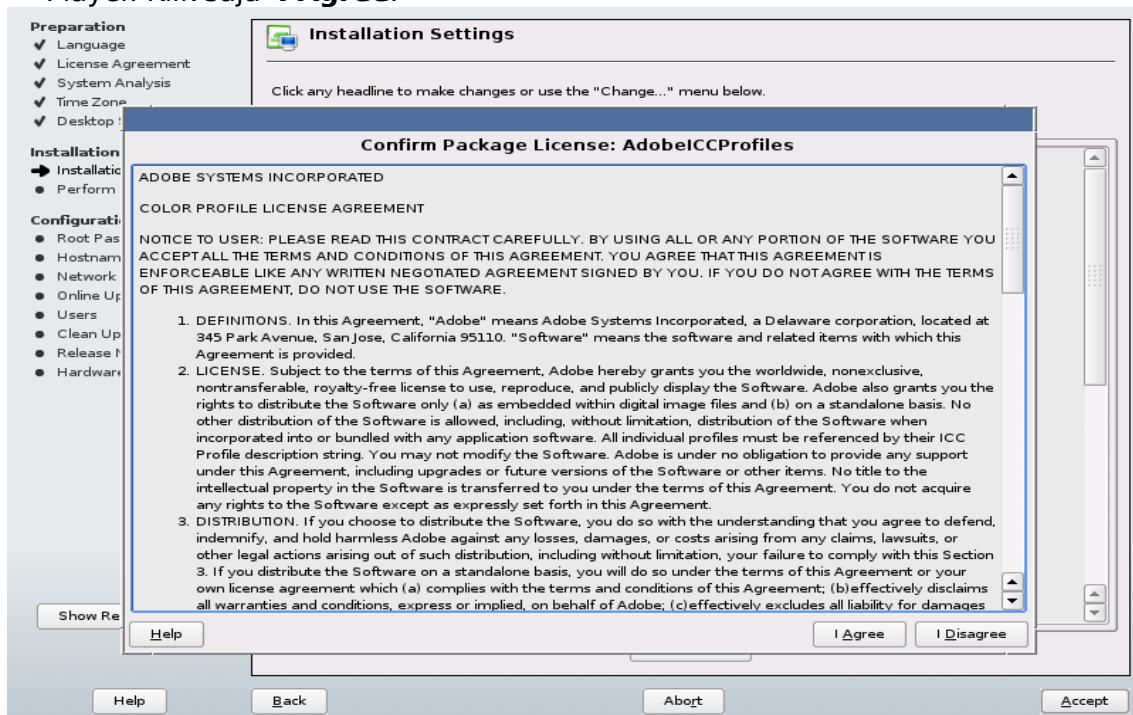 I Agree.
Preparation
Language
License Agreement
System Analysis
Time Zone
Desktop
Installation
Perform
Root
Network
Online
Users
Clean
Release
Hardware
Show
Help
Installation Settings
Click any headline to make changes or use the "Change..." menu below.
Confirm Package License: AdobeICCProfiles
ADOBE SYSTEMS INCORPORATED
COLOR PROFILE LICENSE AGREEMENT
NOTICE TO USER: PLEASE READ THIS CONTRACT CAREFULLY. BY USING ALL OR ANY PORTION OF THE SOFTWARE YOU
ACCEPT ALL THE TERMS AND CONDITIONS OF THIS AGREEMENT. YOU AGREE THAT THIS AGREEMENT IS
ENFORCEABLE LIKE ANY WRITTEN NEGOTIATED AGREEMENT SIGNED BY YOU. IF YOU DO NOT AGREE WITH THE TERMS
OF THIS AGREEMENT, DO NOT USE THE SOFTWARE.
1. DEFINITIONS. In this Agreement, "Adobe" means Adobe Systems Incorporated, a Delaware corporation, located at
345 Park Avenue, San Jose, California 95110. "Software" means the software and related items with which this
Agreement is provided.
2. LICENSE. Subject to the terms of this Agreement, Adobe hereby grants you the worldwide, nonexclusive,
nontransferable, royalty-free license to use, reproduce, and publicly display the Software. Adobe also grants you the
rights to distribute the Software only (a) as embedded within digital image files and (b) on a standalone basis. No
other distribution of the Software is allowed, including, without limitation, distribution of the Software when
incorporated into or bundled with any application software. All individual profiles must be referenced by their ICC
Profile description string. You may not modify the Software. Adobe is under no obligation to provide any support
under this Agreement, including upgrades or future versions of the Software or other items. No title to the
intellectual property in the Software is transferred to you under the terms of this Agreement. You do not acquire
any rights to the Software except as expressly set forth in this Agreement.
3. DISTRIBUTION. If you choose to distribute the Software, you do so with the understanding that you agree to defend,
indemnify, and hold harmless Adobe against any losses, damages, or costs arising from any claims, lawsuits, or
other legal actions arising out of such distribution, including without limitation, your failure to comply with this Section
3. If you distribute the Software on a standalone basis, you will do so under the terms of this Agreement or your
own license agreement which (a) complies with the terms and conditions of this Agreement; (b) effectively disclaims
all warranties and conditions, express or implied, on behalf of Adobe; (c) effectively excludes all liability for damages
Help
I Agree
I Disagree
Back
Abort
Accept